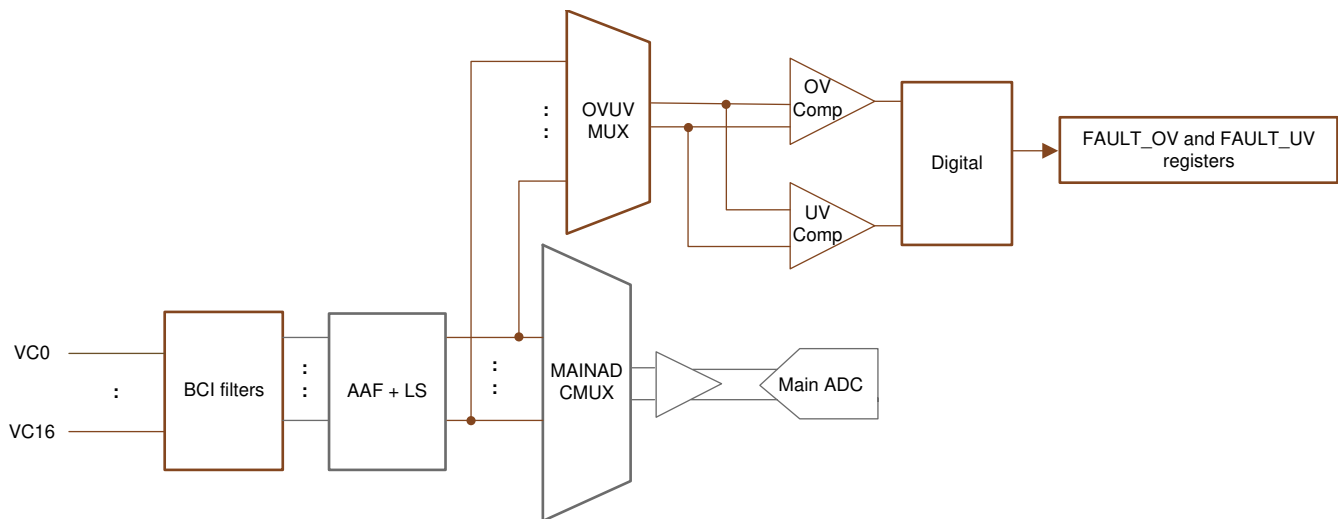 OVUV
MUX
OV
Comp
UV
Comp
Digital
FAULT_OV and FAULT_UV
registers
VC0
:
VC16
BCI filters
:
AAF + LS
:
MAINAD
CMUX
Main ADC